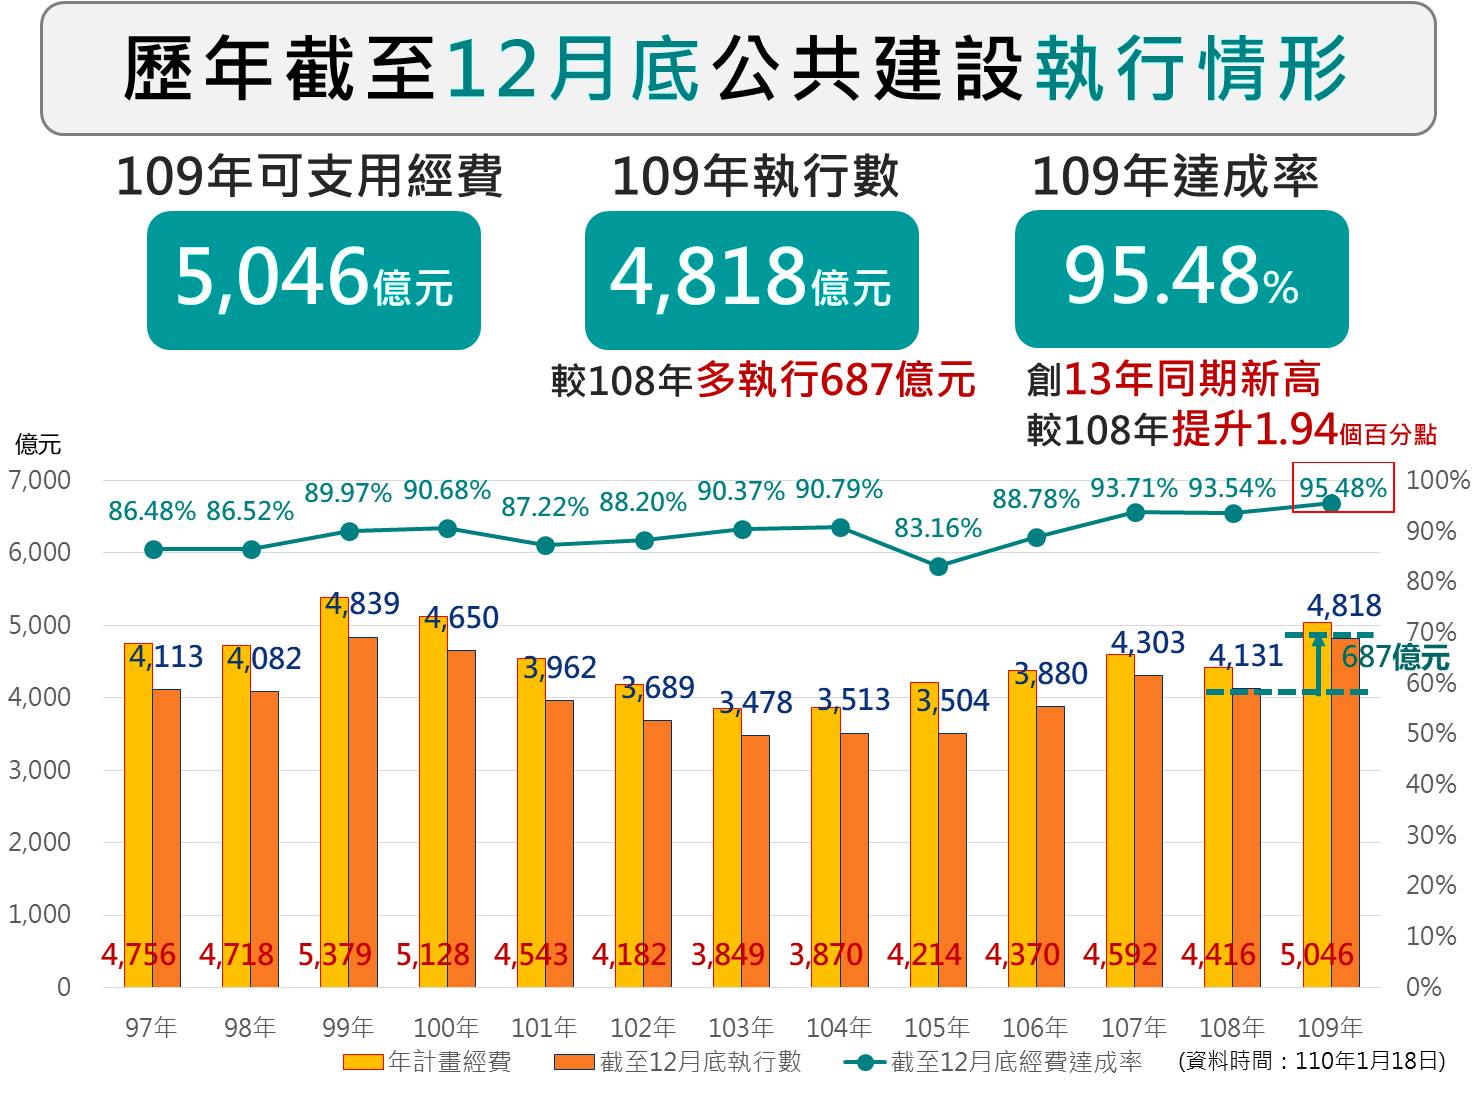 歷年截至12月底公共建設執行情形
109年可支用經費 109年執行數 109年達成率
5,046億元 4,818億元 95.48%
較108年多執行687億元
創13年同期新高
較108年提升1.94個百分點
億元
7,000
6,000
5,000
4,000
3,000
2,000
1,000
0
100%
90%
80%
70%
60%
50%
40%
30%
20%
10%
0%
86.48% 86.52% 89.97% 90.68% 87.22% 88.20% 90.37% 90.79% 83.16% 88.78% 93.71% 93.54% 95.48%
4,113 4,082 4,839 4,650 3,962 3,689 3,478 3,513 3,504 3,880 4,303 4,131 4,818
687億元
4,756 4,718 5,379 5,128 4,543 4,182 3,849 3,870 4,214 4,370 4,592 4,416 5,046
97年 98年 99年 100年 101年 102年 103年 104年 105年 106年 107年 108年 109年
年計畫經費 截至12月底執行數 截至12月底經費達成率 (資料時間：110年1月18日)